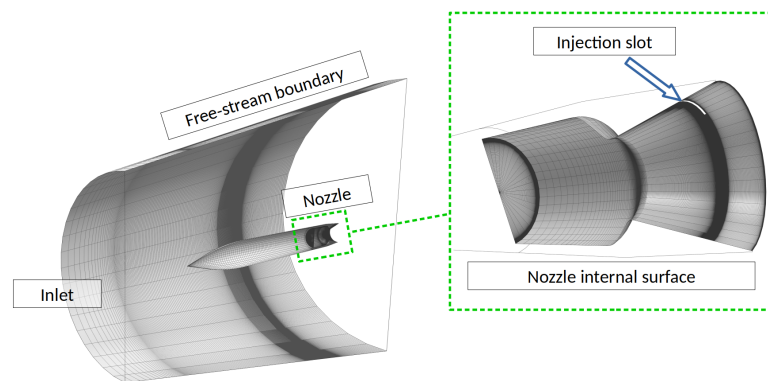 Injection slot
Free-stream boundary
Nozzle
Inlet
Nozzle internal surface